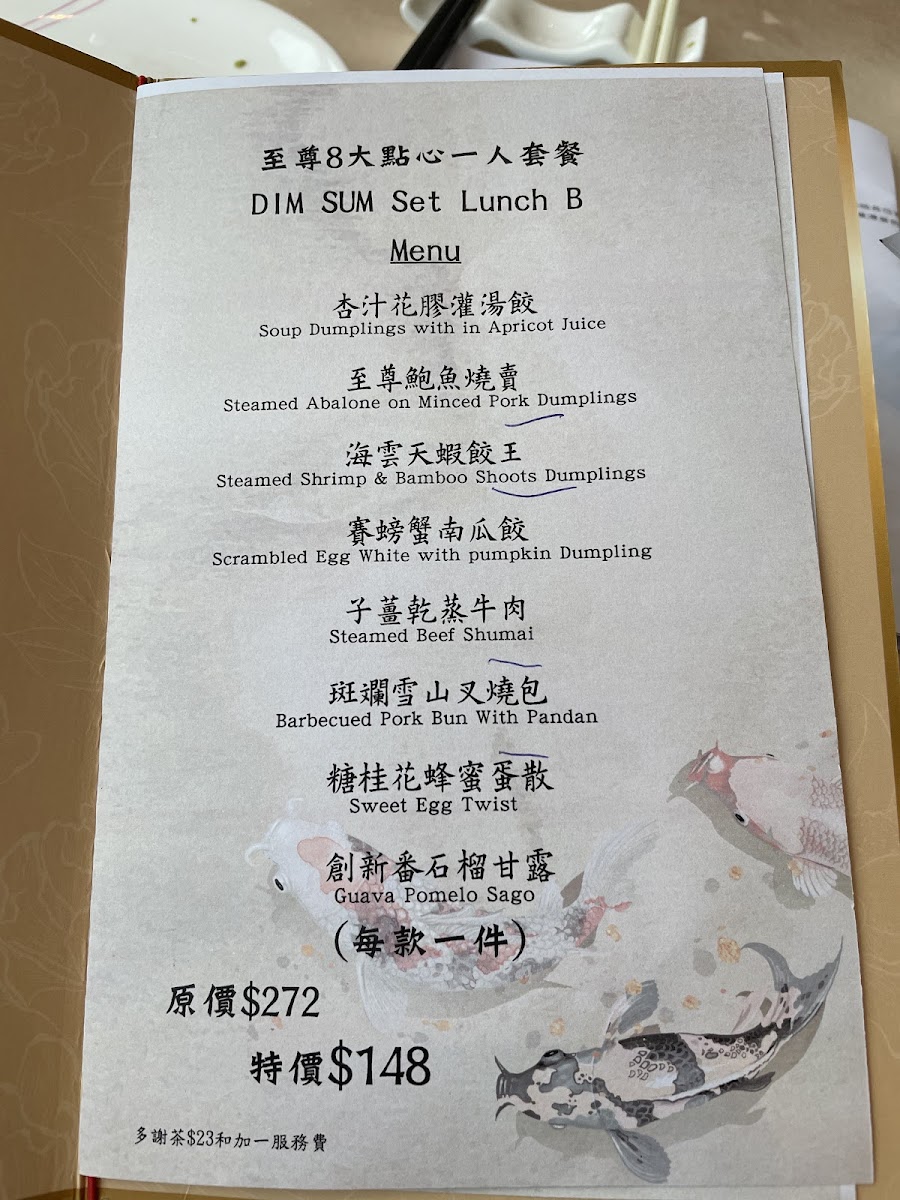 至尊8大點心一人套餐
DIM SUM Set Lunch B
Menu
杏汁花膠灌湯餃
Soup Dumplings with in Apricot Juice
至尊鮑魚燒賣
Steamed Abalone on Minced Pork Dumplings
海雲天蝦餃王
Steamed Shrimp & Bamboo Shoots Dumplings
賽螃蟹南瓜餃
Scrambled Egg White with pumpkin Dumpling
子薑乾蒸牛肉
Steamed Beef Shumai
斑斕雪山叉燒包
Barbecued Pork Bun With Pandan
糖桂花蜂蜜蛋散
Sweet Egg Twist
創新番石榴甘露
Guava Pomelo Sago
(每款一件)
原價$272
特價$148
多謝茶$23和加一服務費